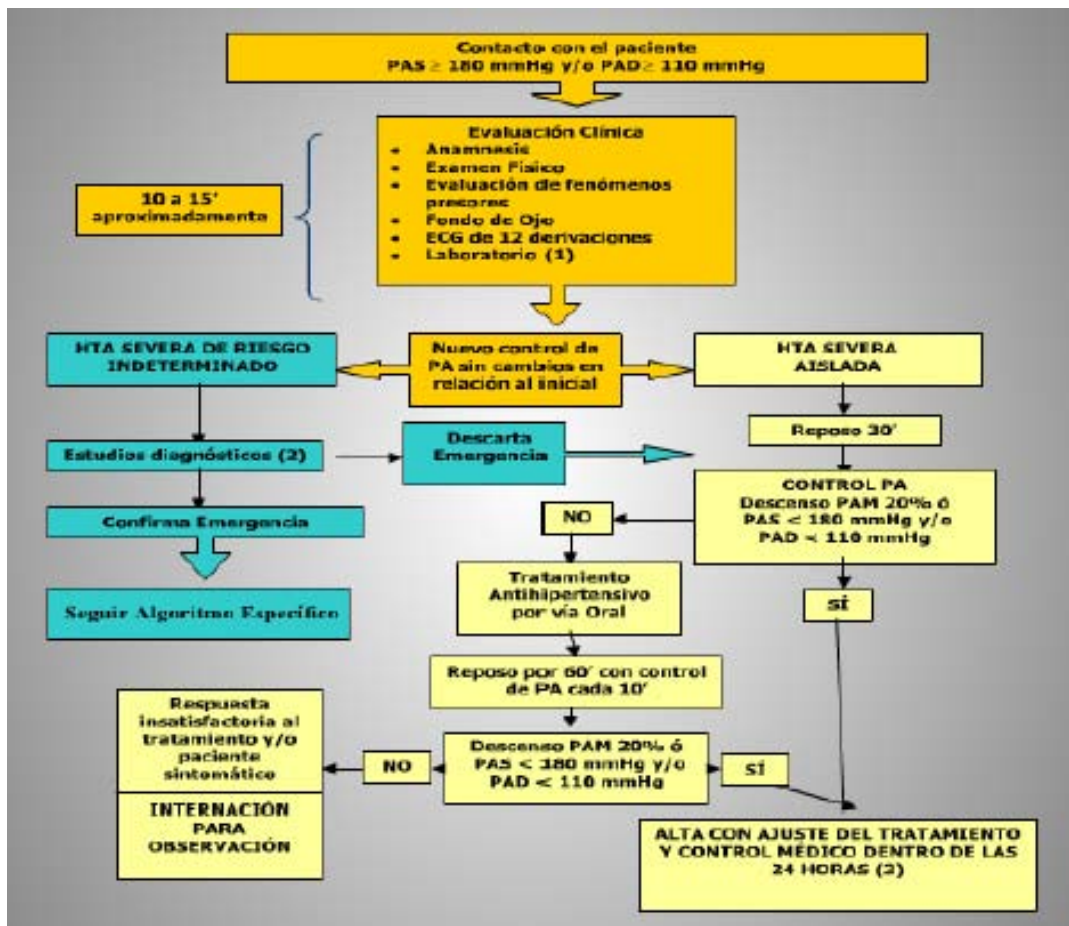 Contacto con el paciente
PAS ≥ 180 mmHg y/o PAD ≥ 110 mmHg
Evaluación Clínica
• Anamnesis
• Examen Físico
• Evaluación de fenómenos
presores
• Fondo de Ojo
• ECG de 12 derivaciones
• Laboratorio (1)
10 a 15'
aproximadamente
HTA SEVERA DE RIESGO
INDETERMINADO
Nuevo control de
PA sin cambios en
relación al inicial
HTA SEVERA
AISLADA
Reposo 30'
Estudios diagnósticos (2)
Descarta
Emergencia
CONTROL PA
Descenso PAM 20% ó
PAS < 180 mmHg y/o
PAD < 110 mmHg
Confirma Emergencia
NO
SÍ
Seguir Algoritmo Específico
Tratamiento
Antihipertensivo
por vía Oral
Reposo por 60' con control
de PA cada 10'
Respuesta
insatisfactoria al
tratamiento y/o
paciente
sintomático
NO
Descenso PAM 20% ó
PAS < 180 mmHg y/o
PAD < 110 mmHg
SÍ
INTERNACIÓN
PARA
OBSERVACIÓN
ALTA CON AJUSTE DEL TRATAMIENTO
Y CONTROL MÉDICO DENTRO DE LAS
24 HORAS (3)